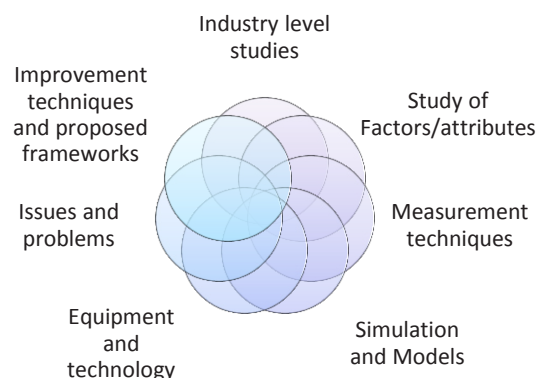 Industry level
studies
Improvement
techniques
and proposed
frameworks
Study of
Factors/attributes
Issues and
problems
Measurement
techniques
Equipment
and
technology
Simulation
and Models